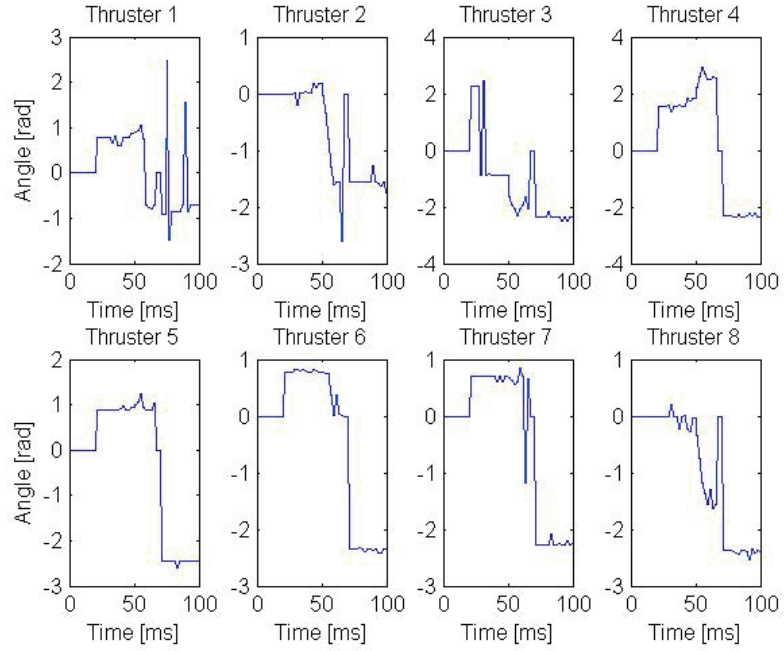 Thruster 1 Thruster 2 Thruster 3 Thruster 4
3 0 4 4
2 1 2 2
1 0 0 0
0 -1 -2 -2
-1 -2 -4 -4
-2 -3
Angle [rad]
0 50 100 0 50 100 0 50 100 0 50 100
Time [ms] Time [ms] Time [ms] Time [ms]
Thruster 5 Thruster 6 Thruster 7 Thruster 8
2 1 1 1
1 0 0 0
0 -1 -1 -1
-1 -2 -2 -2
-2 -3 -3 -3
-3
Angle [rad]
0 50 100 0 50 100 0 50 100 0 50 100
Time [ms] Time [ms] Time [ms] Time [ms]